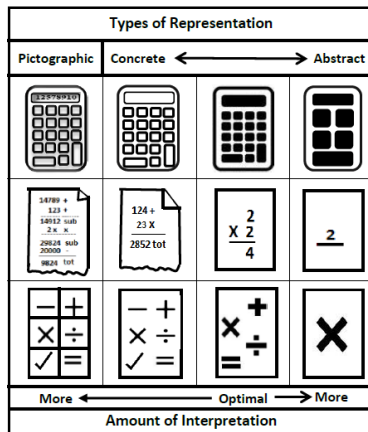 Types of Representation
Pictographic Concrete Abstract
12378910
14789 +
123 +
14912 sub
2 x x
29824 sub
20000 -
9824 tot
124 +
23 X
2852 tot
2
X 2
4
2
− +
× ÷
✓ =
− +
× ÷
✓ =
+
×
÷
=
×
More Optimal More
Amount of Interpretation